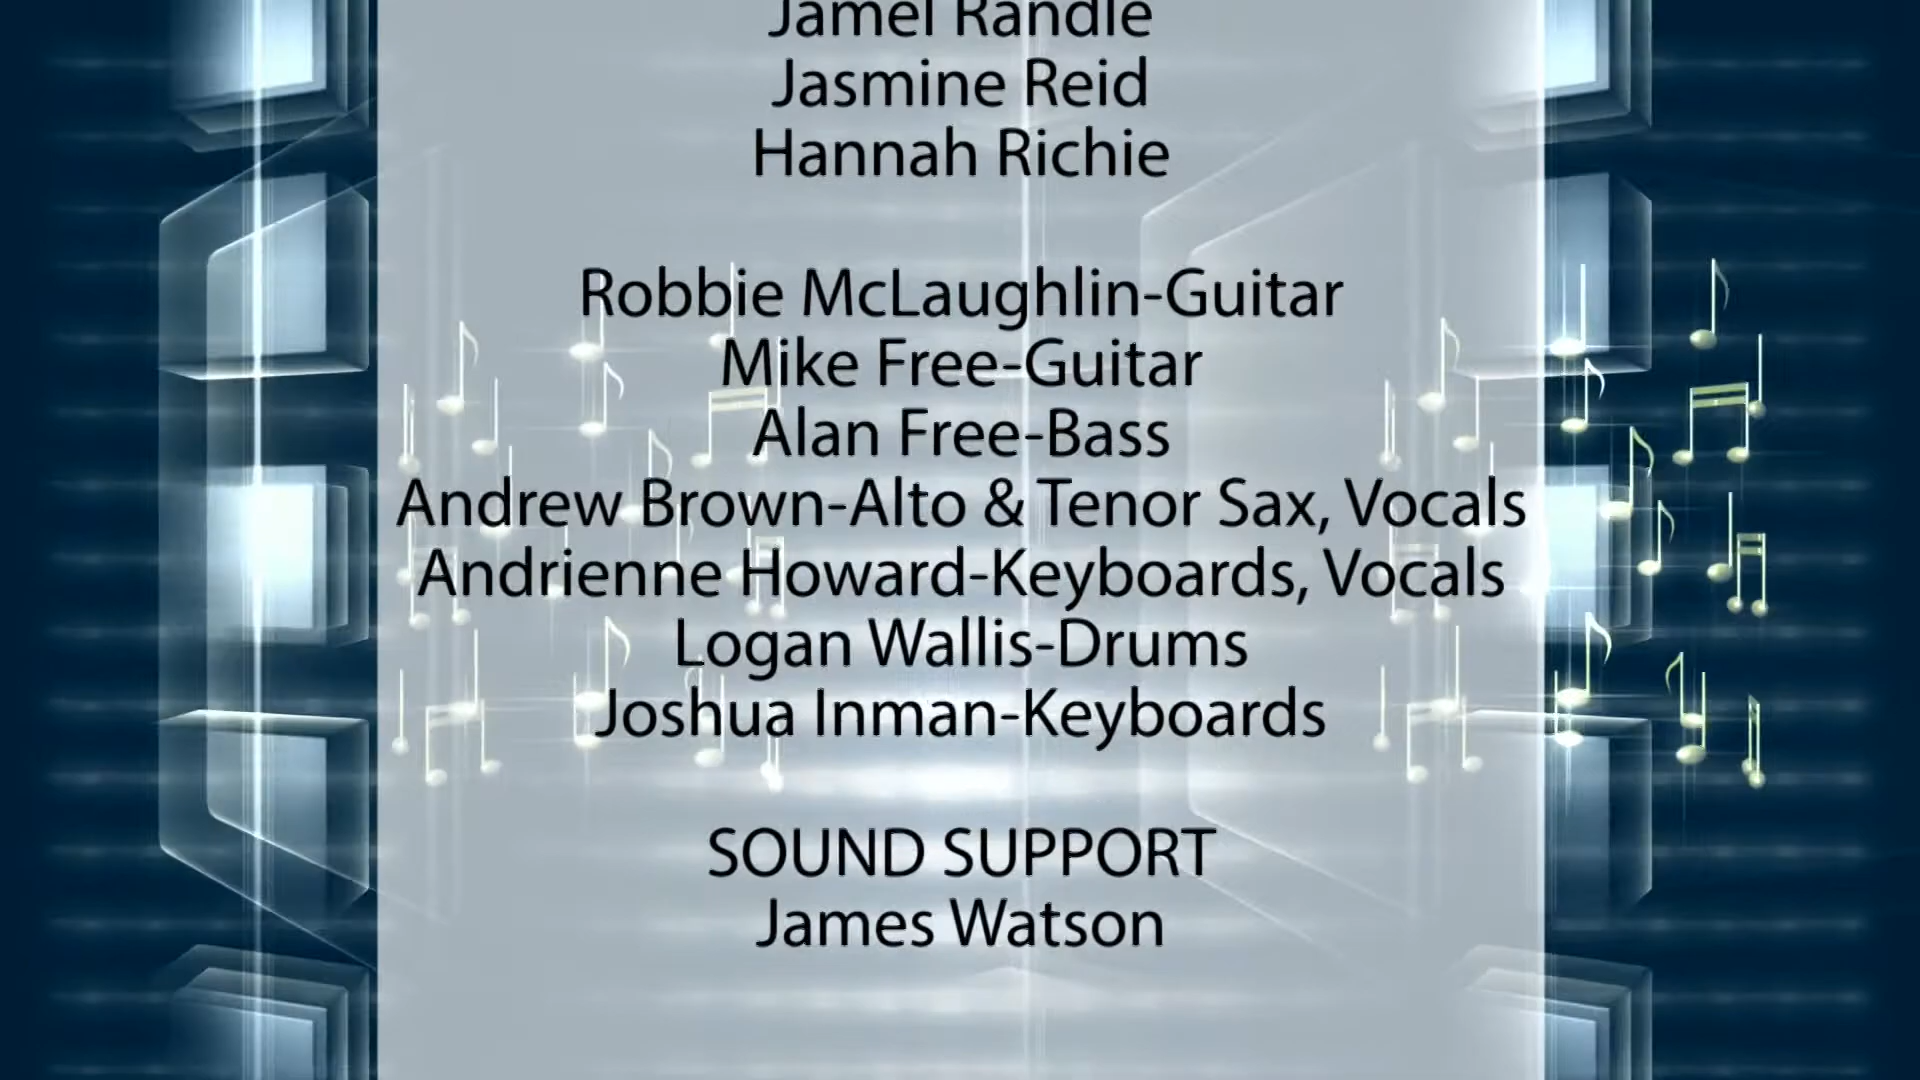 Jamel Randle
Jasmine Reid
Hannah Richie
Robbie McLaughlin-Guitar
Mike Free-Guitar
Alan Free-Bass
Andrew Brown-Alto & Tenor Sax, Vocals
Andrienne Howard-Keyboards, Vocals
Logan Wallis-Drums
Joshua Inman-Keyboards
SOUND SUPPORT
James Watson